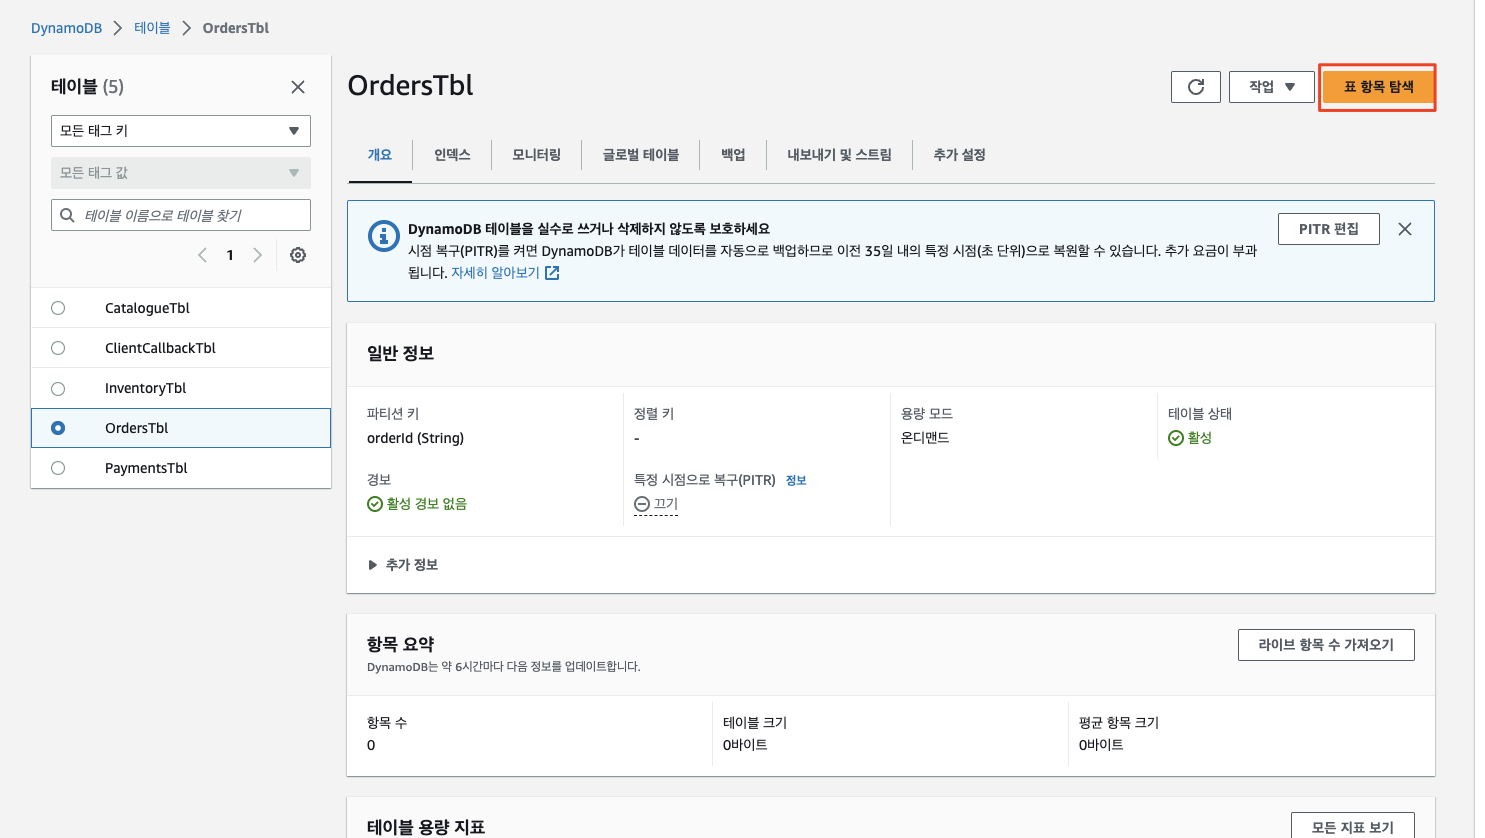 DynamoDB > 테이블 > OrdersTbl
테이블 (5)
모든 태그 키
모든 태그 값
테이블 이름으로 테이블 찾기
1
CatalogueTbl
ClientCallbackTbl
InventoryTbl
OrdersTbl
PaymentsTbl
OrdersTbl
작업
표 항목 탐색
개요
인덱스
모니터링
글로벌 테이블
백업
내보내기 및 스트림
추가 설정
DynamoDB 테이블을 실수로 쓰거나 삭제하지 않도록 보호하세요
시점 복구(PITR)를 켜면 DynamoDB가 테이블 데이터를 자동으로 백업하므로 이전 35일 내의 특정 시점(초 단위)으로 복원할 수 있습니다. 추가 요금이 부과
됩니다. 자세히 알아보기
PITR 편집
일반 정보
파티션 키
orderId (String)
정렬 키
-
용량 모드
온디맨드
테이블 상태
활성
경보
활성 경보 없음
특정 시점으로 복구(PITR) 정보
끄기
추가 정보
항목 요약
DynamoDB는 약 6시간마다 다음 정보를 업데이트합니다.
라이브 항목 수 가져오기
항목 수
0
테이블 크기
0바이트
평균 항목 크기
0바이트
테이블 용량 지표
모든 지표 보기